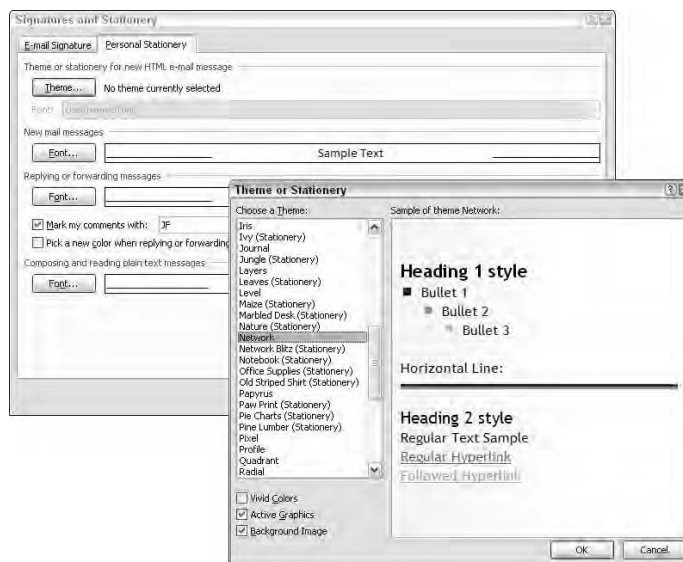 Signatures and Stationery
E-mail Signature
Personal Stationery
Theme or stationery for new HTML e-mail message
Theme...
No theme currently selected
Font:
New mail messages
Font...
Sample Text
Replying or forwarding messages
Font...
Mark my comments with:
JF
Pick a new color when replying or forwarding
Composing and reading plain text messages
Font...
Theme or Stationery
Choose a Theme:
Iris
Ivy (Stationery)
Journal
Jungle (Stationery)
Layers
Leaves (Stationery)
Level
Maize (Stationery)
Marbled Desk (Stationery)
Nature (Stationery)
Network
Network Blitz (Stationery)
Notebook (Stationery)
Office Supplies (Stationery)
Old Striped Shirt (Stationery)
Papyrus
Paw Print (Stationery)
Pie Charts (Stationery)
Pine Lumber (Stationery)
Pixel
Profile
Quadrant
Radial
Vivid Colors
Active Graphics
Background Image
Sample of theme Network:
Heading 1 style
Bullet 1
Bullet 2
Bullet 3
Horizontal Line:
Heading 2 style
Regular Text Sample
Regular Hyperlink
Followed Hyperlink
OK
Cancel